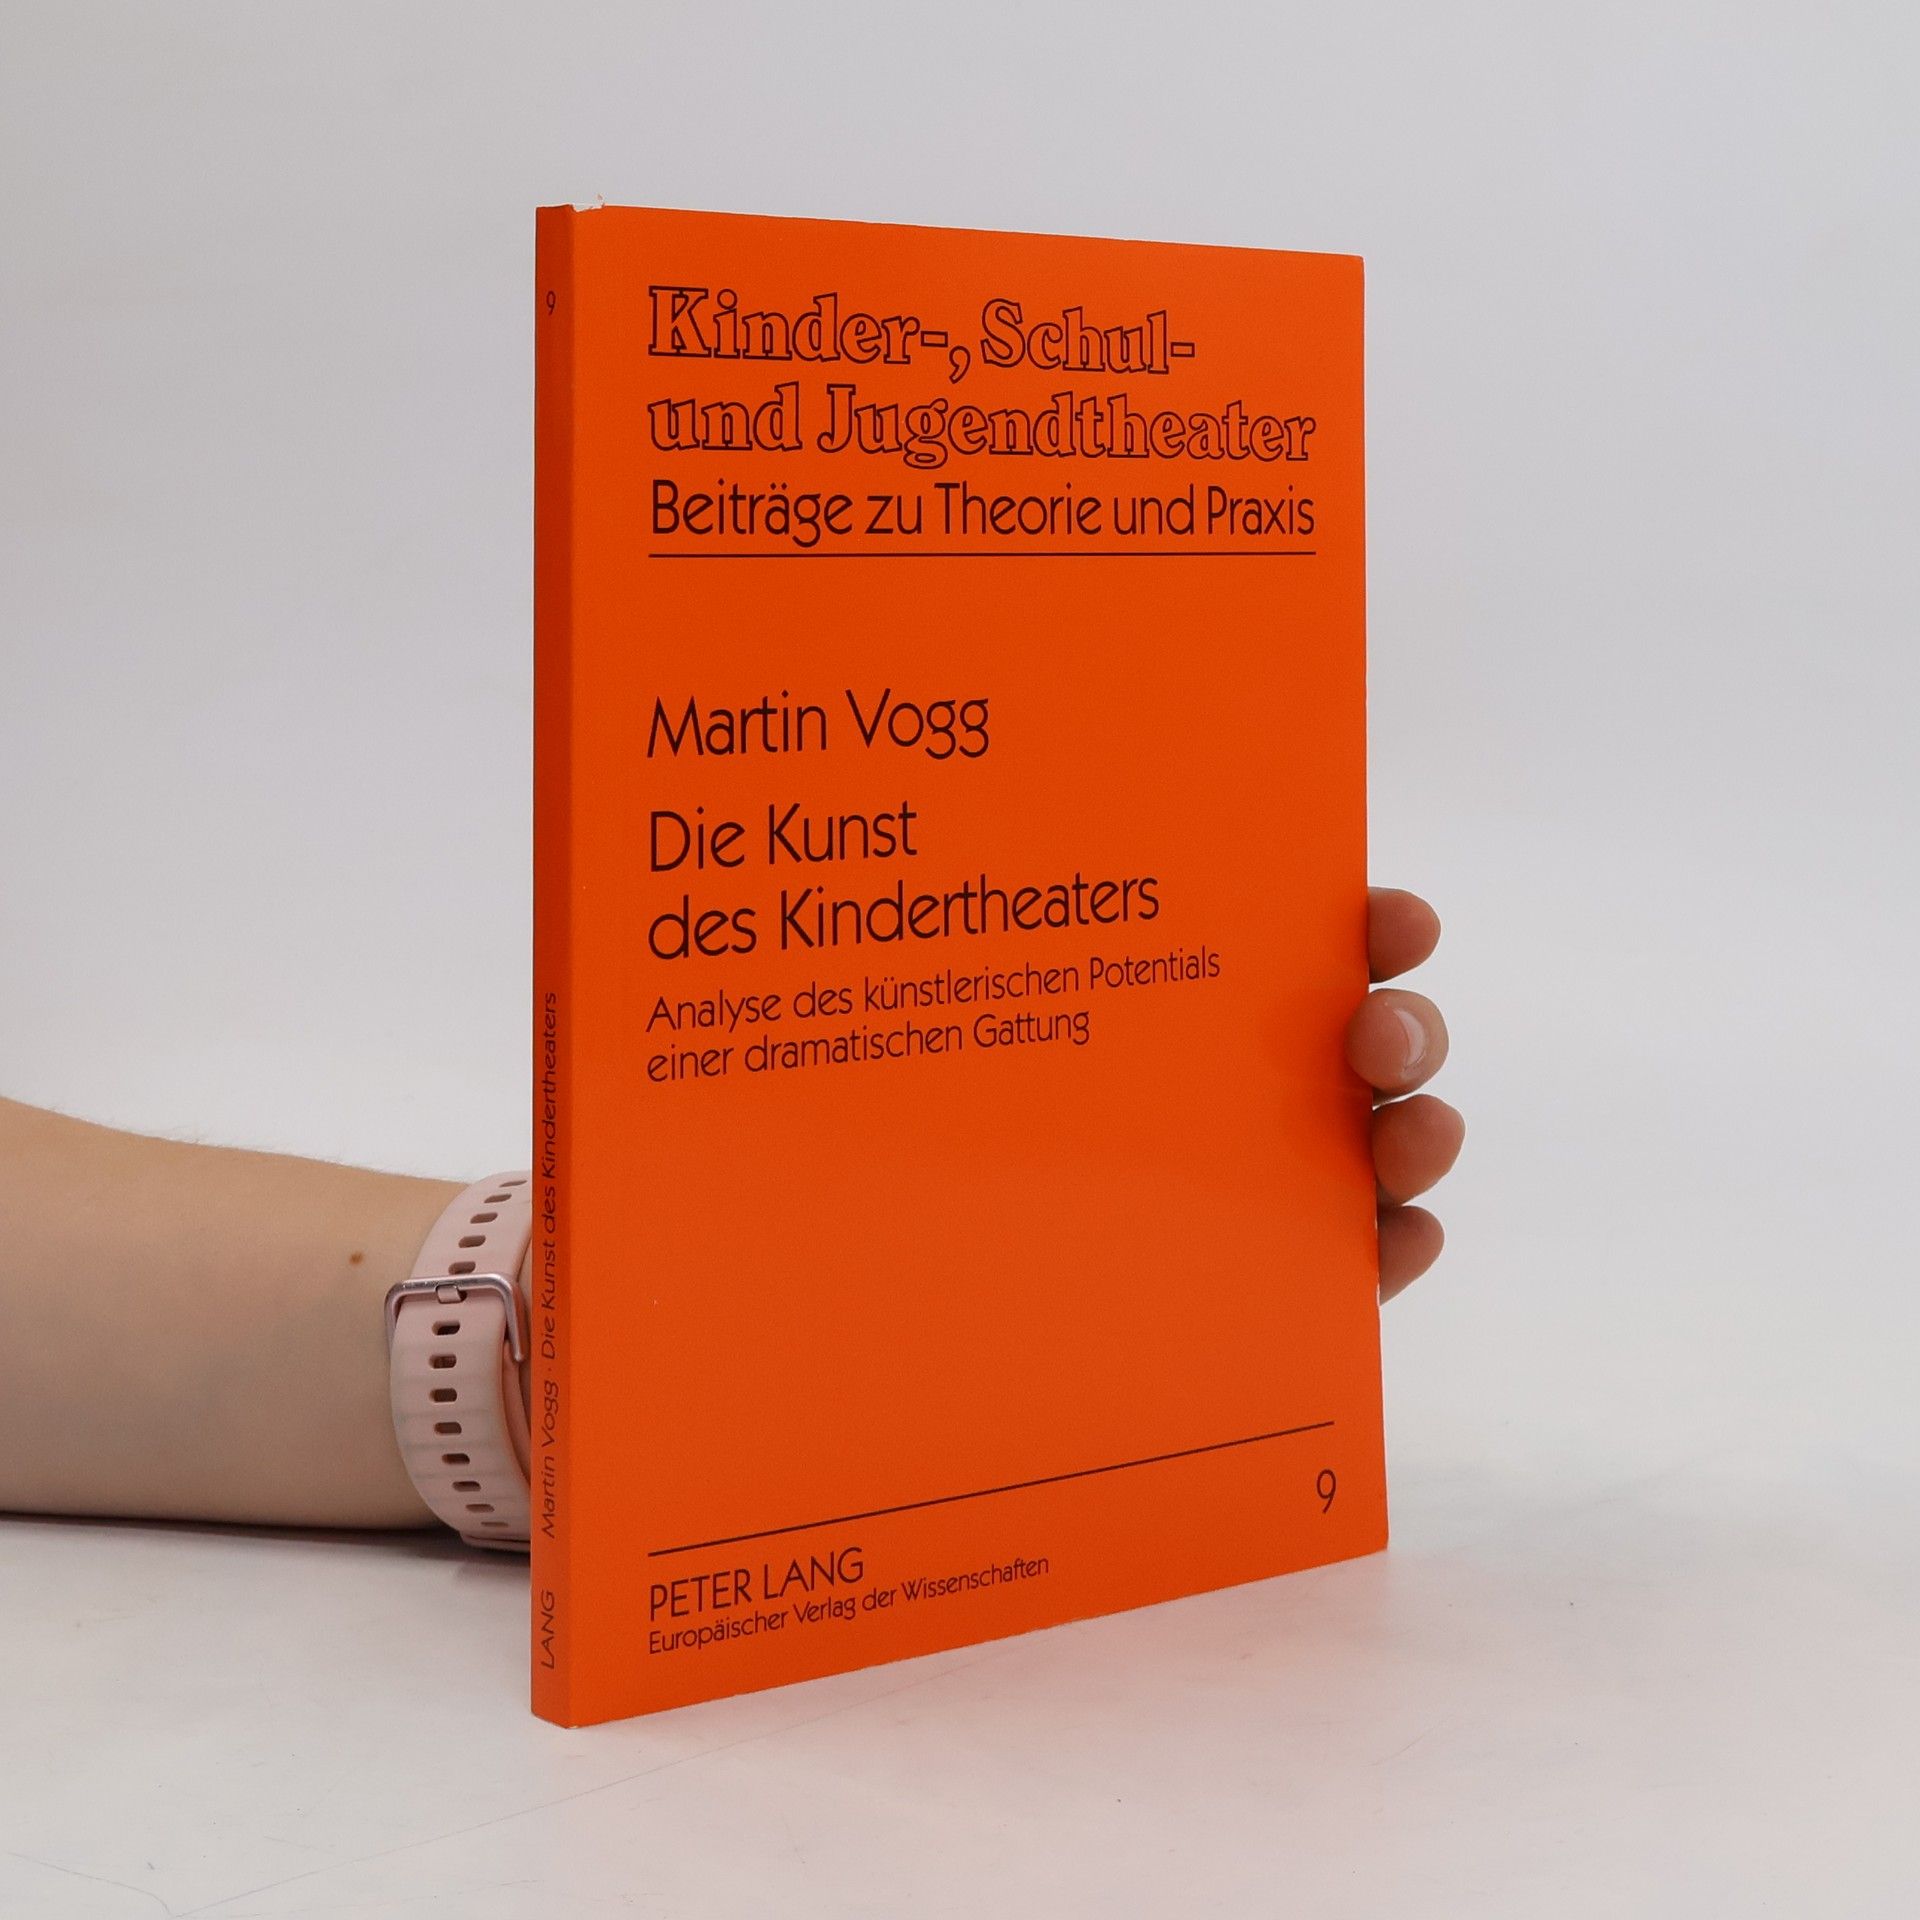 9
LANG Martin Vogg · Die Kunst des Kindertheaters
Kinder-, Schul-
und Jugendtheater
Beiträge zu Theorie und Praxis
Martin Vogg
Die Kunst
des Kindertheaters
Analyse des künstlerischen Potentials
einer dramatischen Gattung
9
PETER LANG
Europäischer Verlag der Wissenschaften